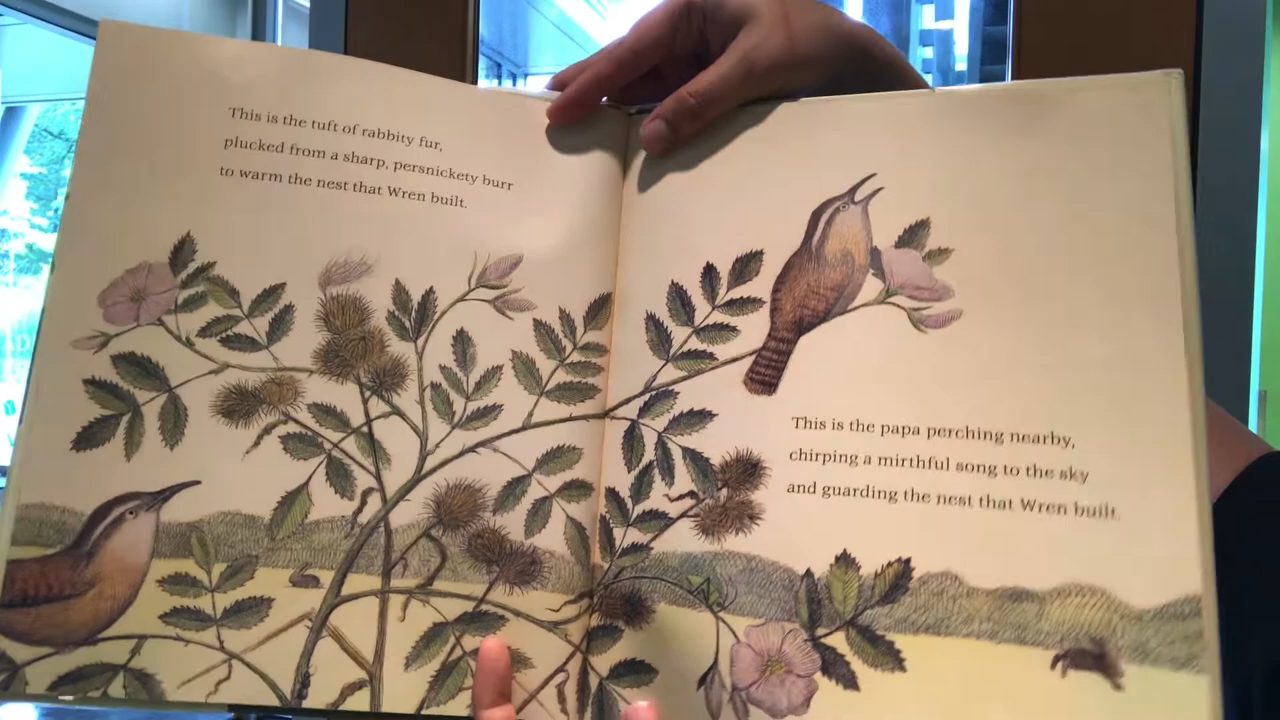 This is the tuft of rabbity fur,
plucked from a sharp, persnickety burr
to warm the nest that Wren built.
This is the papa perching nearby,
chirping a mirthful song to the sky
and guarding the nest that Wren built.